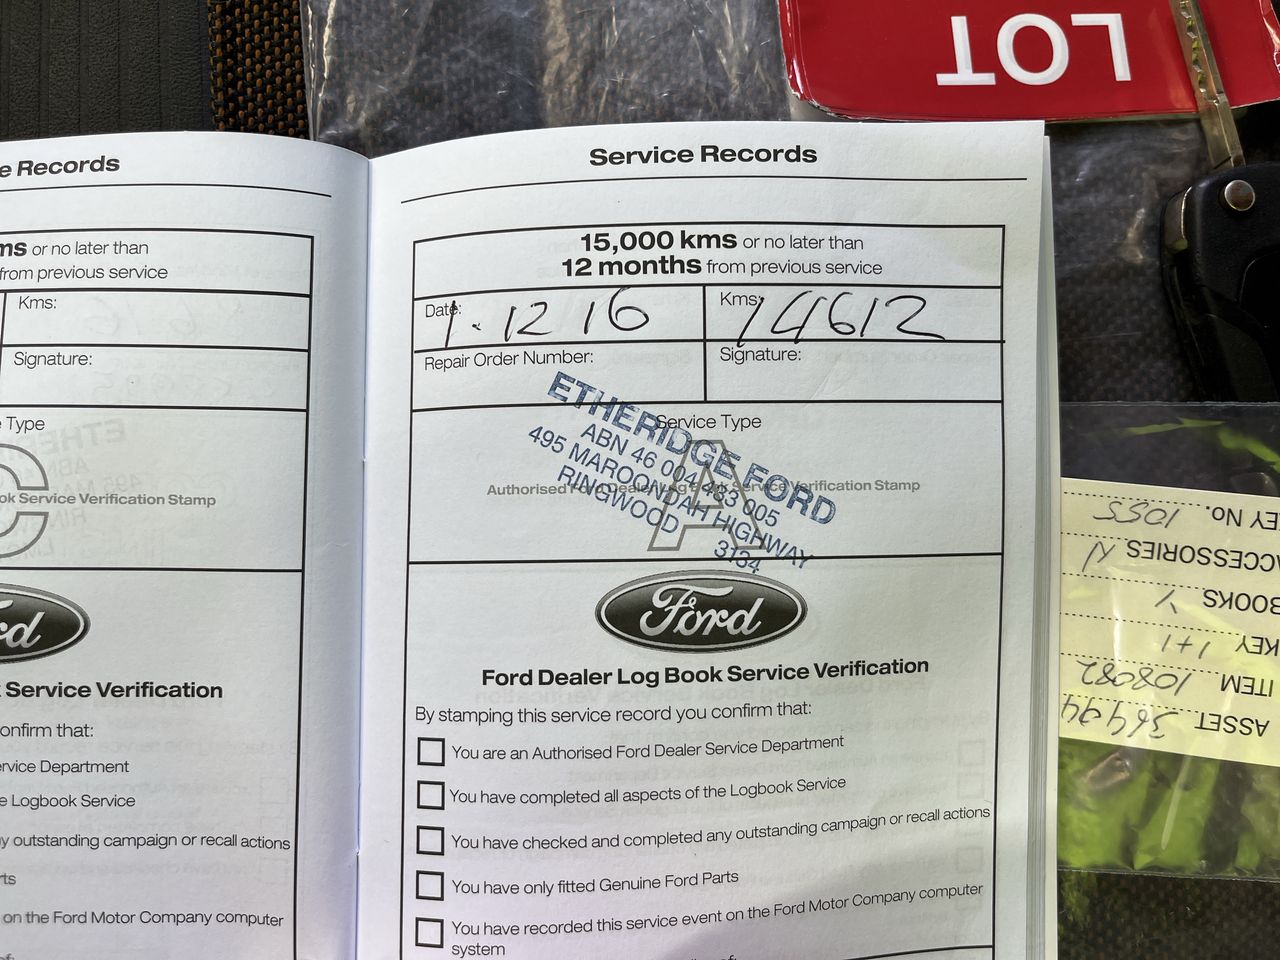 LOT
e Records
ms or no later than
from previous service
Kms:
Signature:
Type
C
ok Service Verification Stamp
Service Verification
confirm that:
ervice Department
e Logbook Service
y outstanding campaign or recall actions
rts
on the Ford Motor Company computer
Service Records
15,000 kms or no later than
12 months from previous service
Date: 1.12 16
Kms: 14612
Repair Order Number:
Signature:
Service Type
A
Authorised Ford Dealer Log Book Service Verification Stamp
ETHERIDGE FORD
ABN 46 004 483 005
495 MAROONDAH HIGHWAY
RINGWOOD 3134
Ford
Ford Dealer Log Book Service Verification
By stamping this service record you confirm that:
You are an Authorised Ford Dealer Service Department
You have completed all aspects of the Logbook Service
You have checked and completed any outstanding campaign or recall actions
You have only fitted Genuine Ford Parts
You have recorded this service event on the Ford Motor Company computer
system
ASSET 36494
ITEM 108082
KEY 1+1
BOOKS Y
ACCESSORIES N
KEY No. 1055